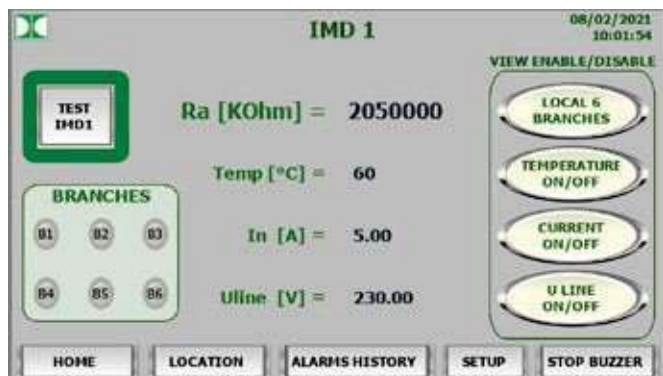 IMD 1
08/02/2021
10:01:54
VIEW ENABLE/DISABLE
TEST
IMD1
Ra [KOhm] = 2050000
Temp [°C] = 60
In [A] = 5.00
Uline [V] = 230.00
BRANCHES
B1 B2 B3
B4 B5 B6
LOCAL 6
BRANCHES
TEMPERATURE
ON/OFF
CURRENT
ON/OFF
U LINE
ON/OFF
HOME LOCATION ALARMS HISTORY SETUP STOP BUZZER